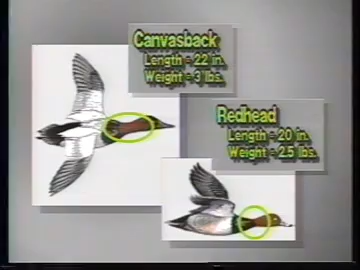 Canvasback
Length = 22 in.
Weight = 3 lbs.
Redhead
Length = 20 in.
Weight = 2.5 lbs.